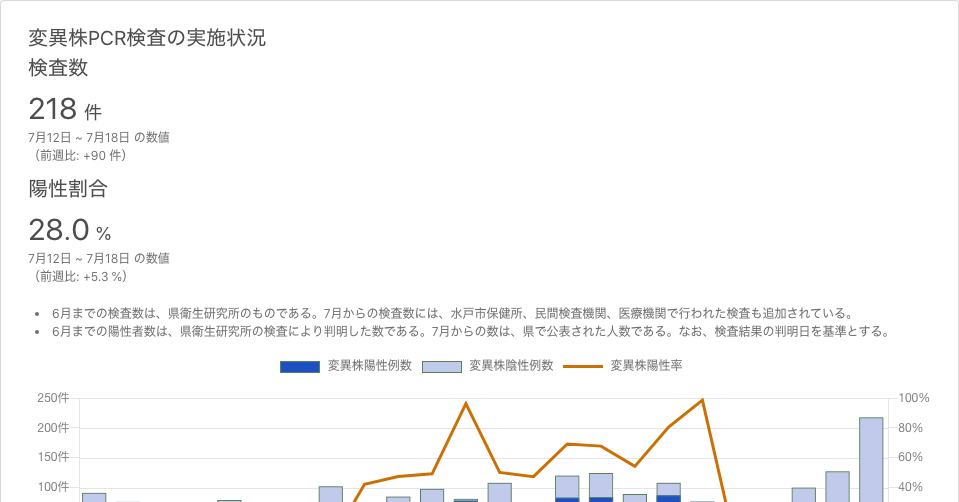 変異株PCR検査の実施状況
検査数
218 件
7月12日 ~ 7月18日 の数値
（前週比: +90 件）
陽性割合
28.0 %
7月12日 ~ 7月18日 の数値
（前週比: +5.3 %）
• 6月までの検査数は、県衛生研究所のものである。7月からの検査数には、水戸市保健所、民間検査機関、医療機関で行われた検査も追加されている。
• 6月までの陽性者数は、県衛生研究所の検査により判明した数である。7月からの数は、県で公表された人数である。なお、検査結果の判明日を基準とする。
変異株陽性例数 変異株陰性例数 変異株陽性率
250件 100%
200件 80%
150件 60%
100件 40%